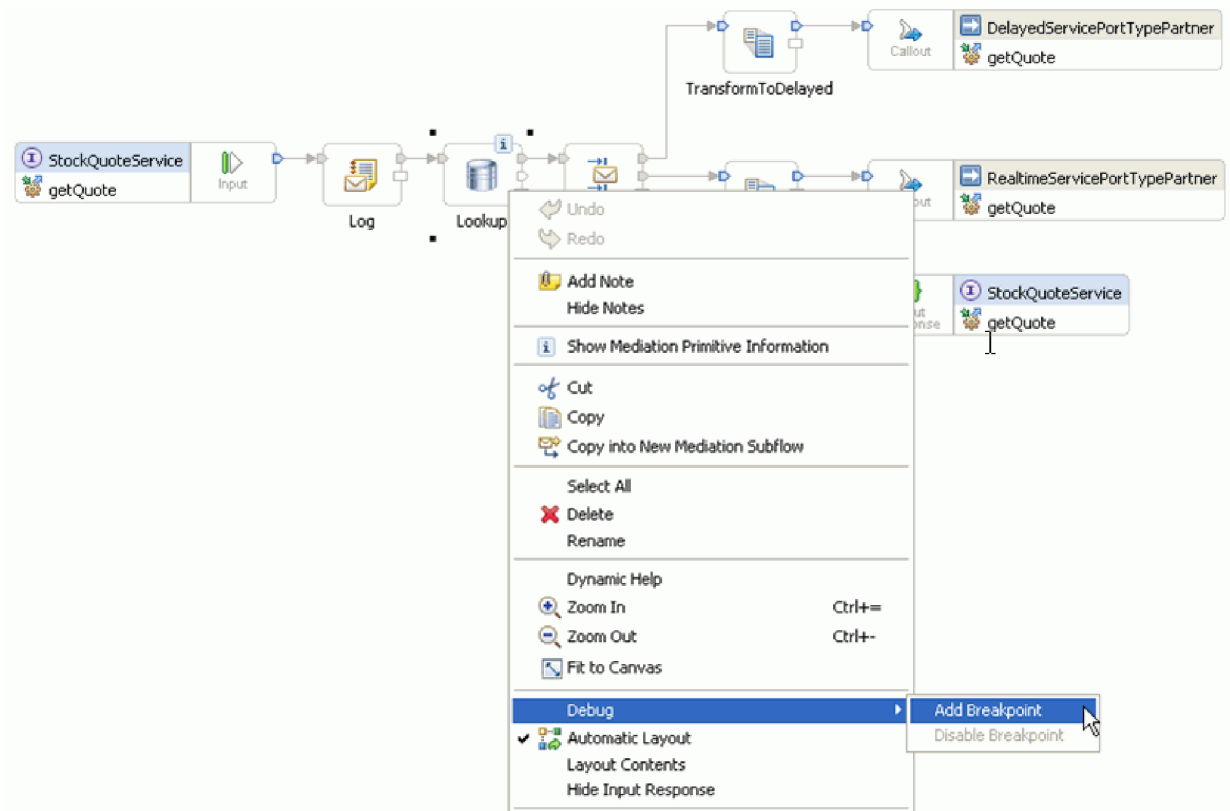 DelayedServicePortTypePartner
Callout
getQuote
TransformToDelayed
StockQuoteService
getQuote
Input
RealtimeServicePortTypePartner
getQuote
Log
Lookup
Undo
Redo
Add Note
Hide Notes
StockQuoteService
getQuote
Show Mediation Primitive Information
Cut
Copy
Copy into New Mediation Subflow
Select All
Delete
Rename
Dynamic Help
Zoom In Ctrl+=
Zoom Out Ctrl+-
Fit to Canvas
Debug
Add Breakpoint
Disable Breakpoint
Automatic Layout
Layout Contents
Hide Input Response